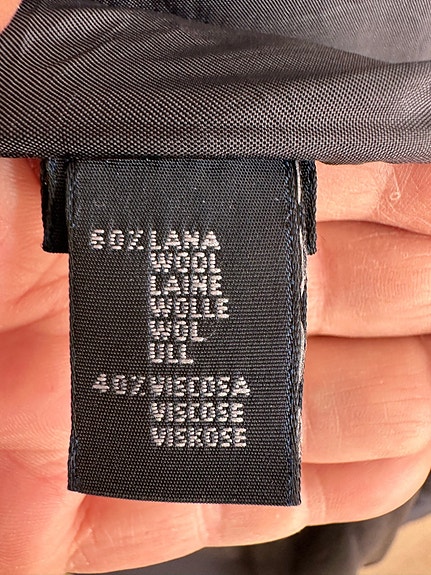 60% LANA
WOOL
LAINE
WOLLE
WOL
ULL
40% VISCOSA
VISCOSE
VISKOSE